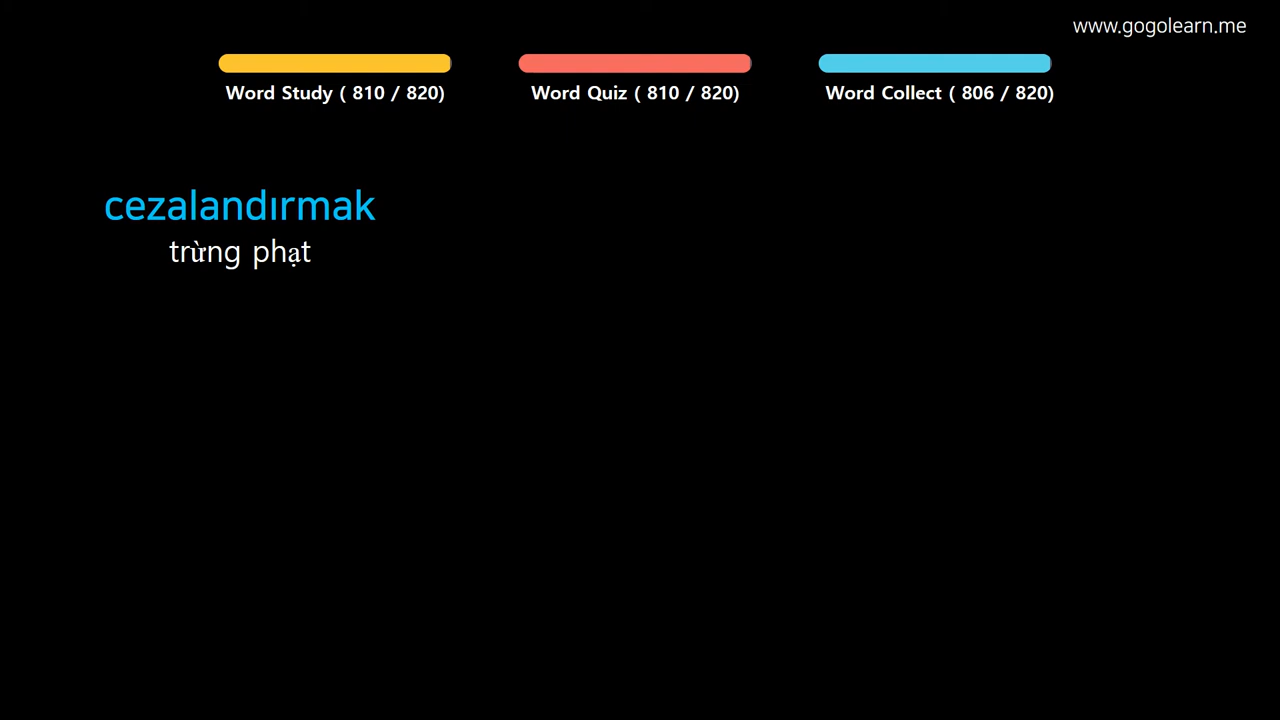 www.gogolearn.me
Word Study ( 810 / 820)
Word Quiz ( 810 / 820)
Word Collect ( 806 / 820)
cezalandırmak
trừng phạt